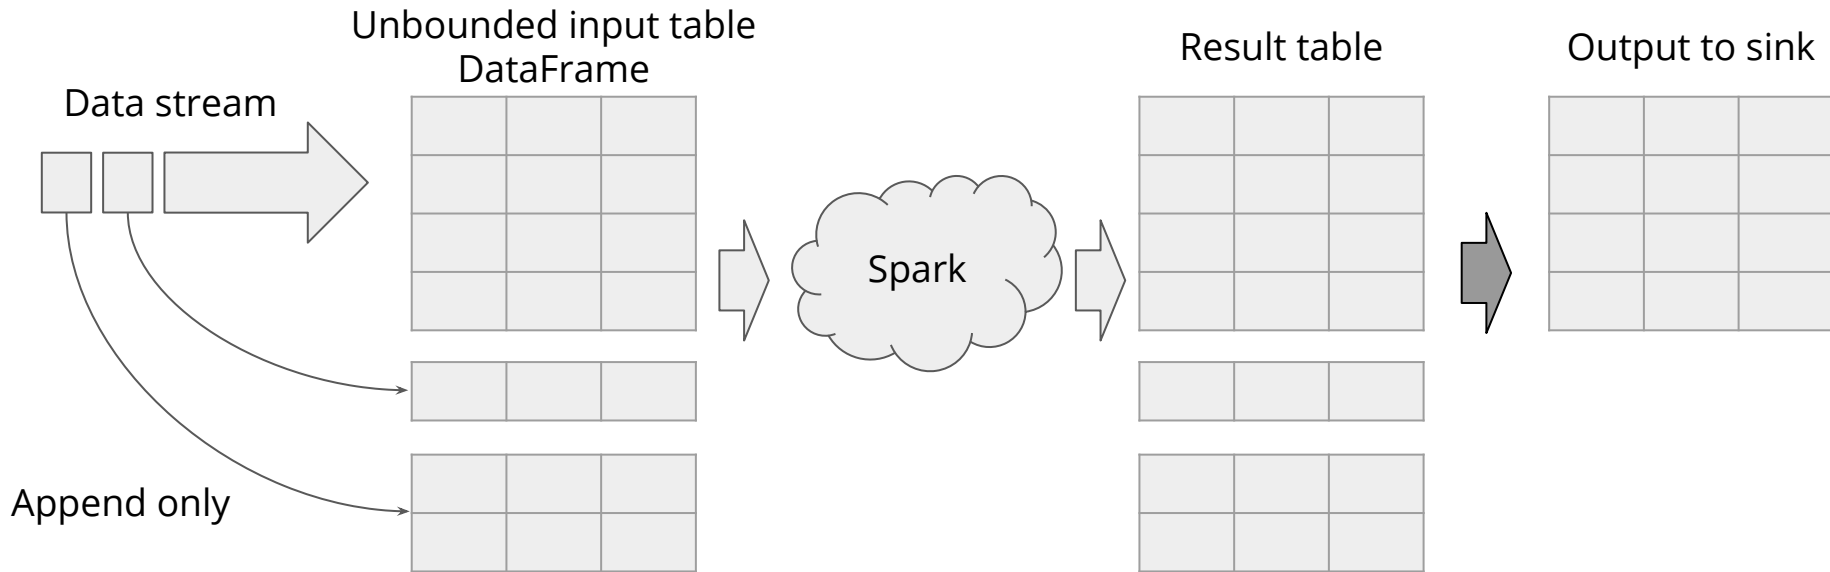 Unbounded input table
DataFrame
Data stream
Result table
Output to sink
Spark
Append only